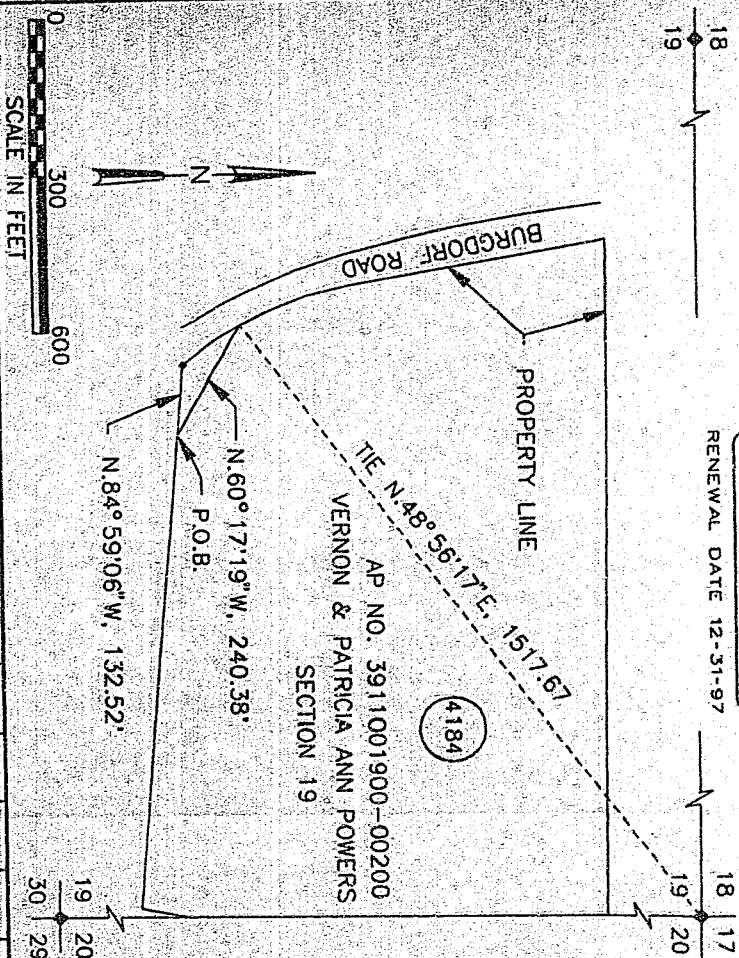 RENEWAL DATE 12-31-97
18
19
18
17
19
20
BURGDORF ROAD
PROPERTY LINE
TIE N.48°56'17"E, 1517.67
4184
AP NO. 3911001900-00200
VERNON & PATRICIA ANN POWERS
SECTION 19
N.60°17'19"W, 240.38'
P.O.B.
N.84°59'06"W, 132.52'
19
20
30
29
N
0
300
600
SCALE IN FEET